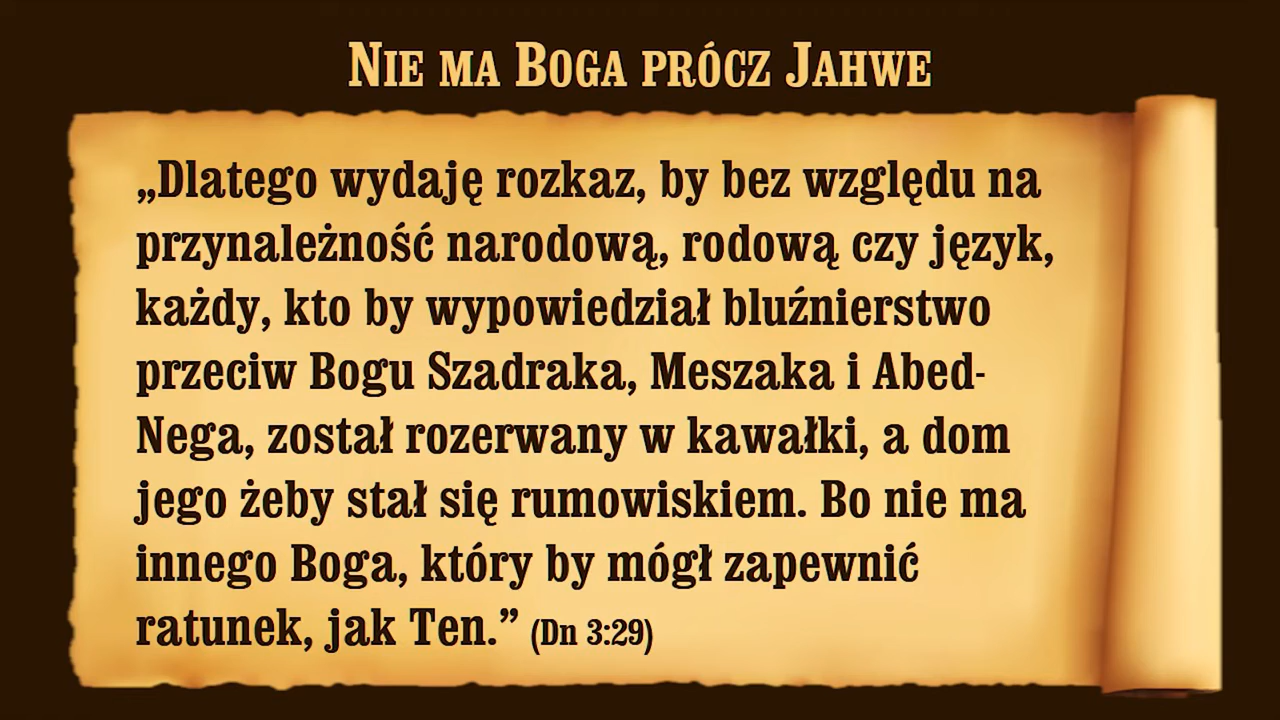 Nie ma Boga prócz Jahwe
„Dlatego wydaję rozkaz, by bez względu na
przynależność narodową, rodową czy język,
każdy, kto by wypowiedział bluźnierstwo
przeciw Bogu Szadraka, Meszaka i Abed-
Nega, został rozerwany w kawałki, a dom
jego żeby stał się rumowiskiem. Bo nie ma
innego Boga, który by mógł zapewnić
ratunek, jak Ten.” (Dn 3:29)